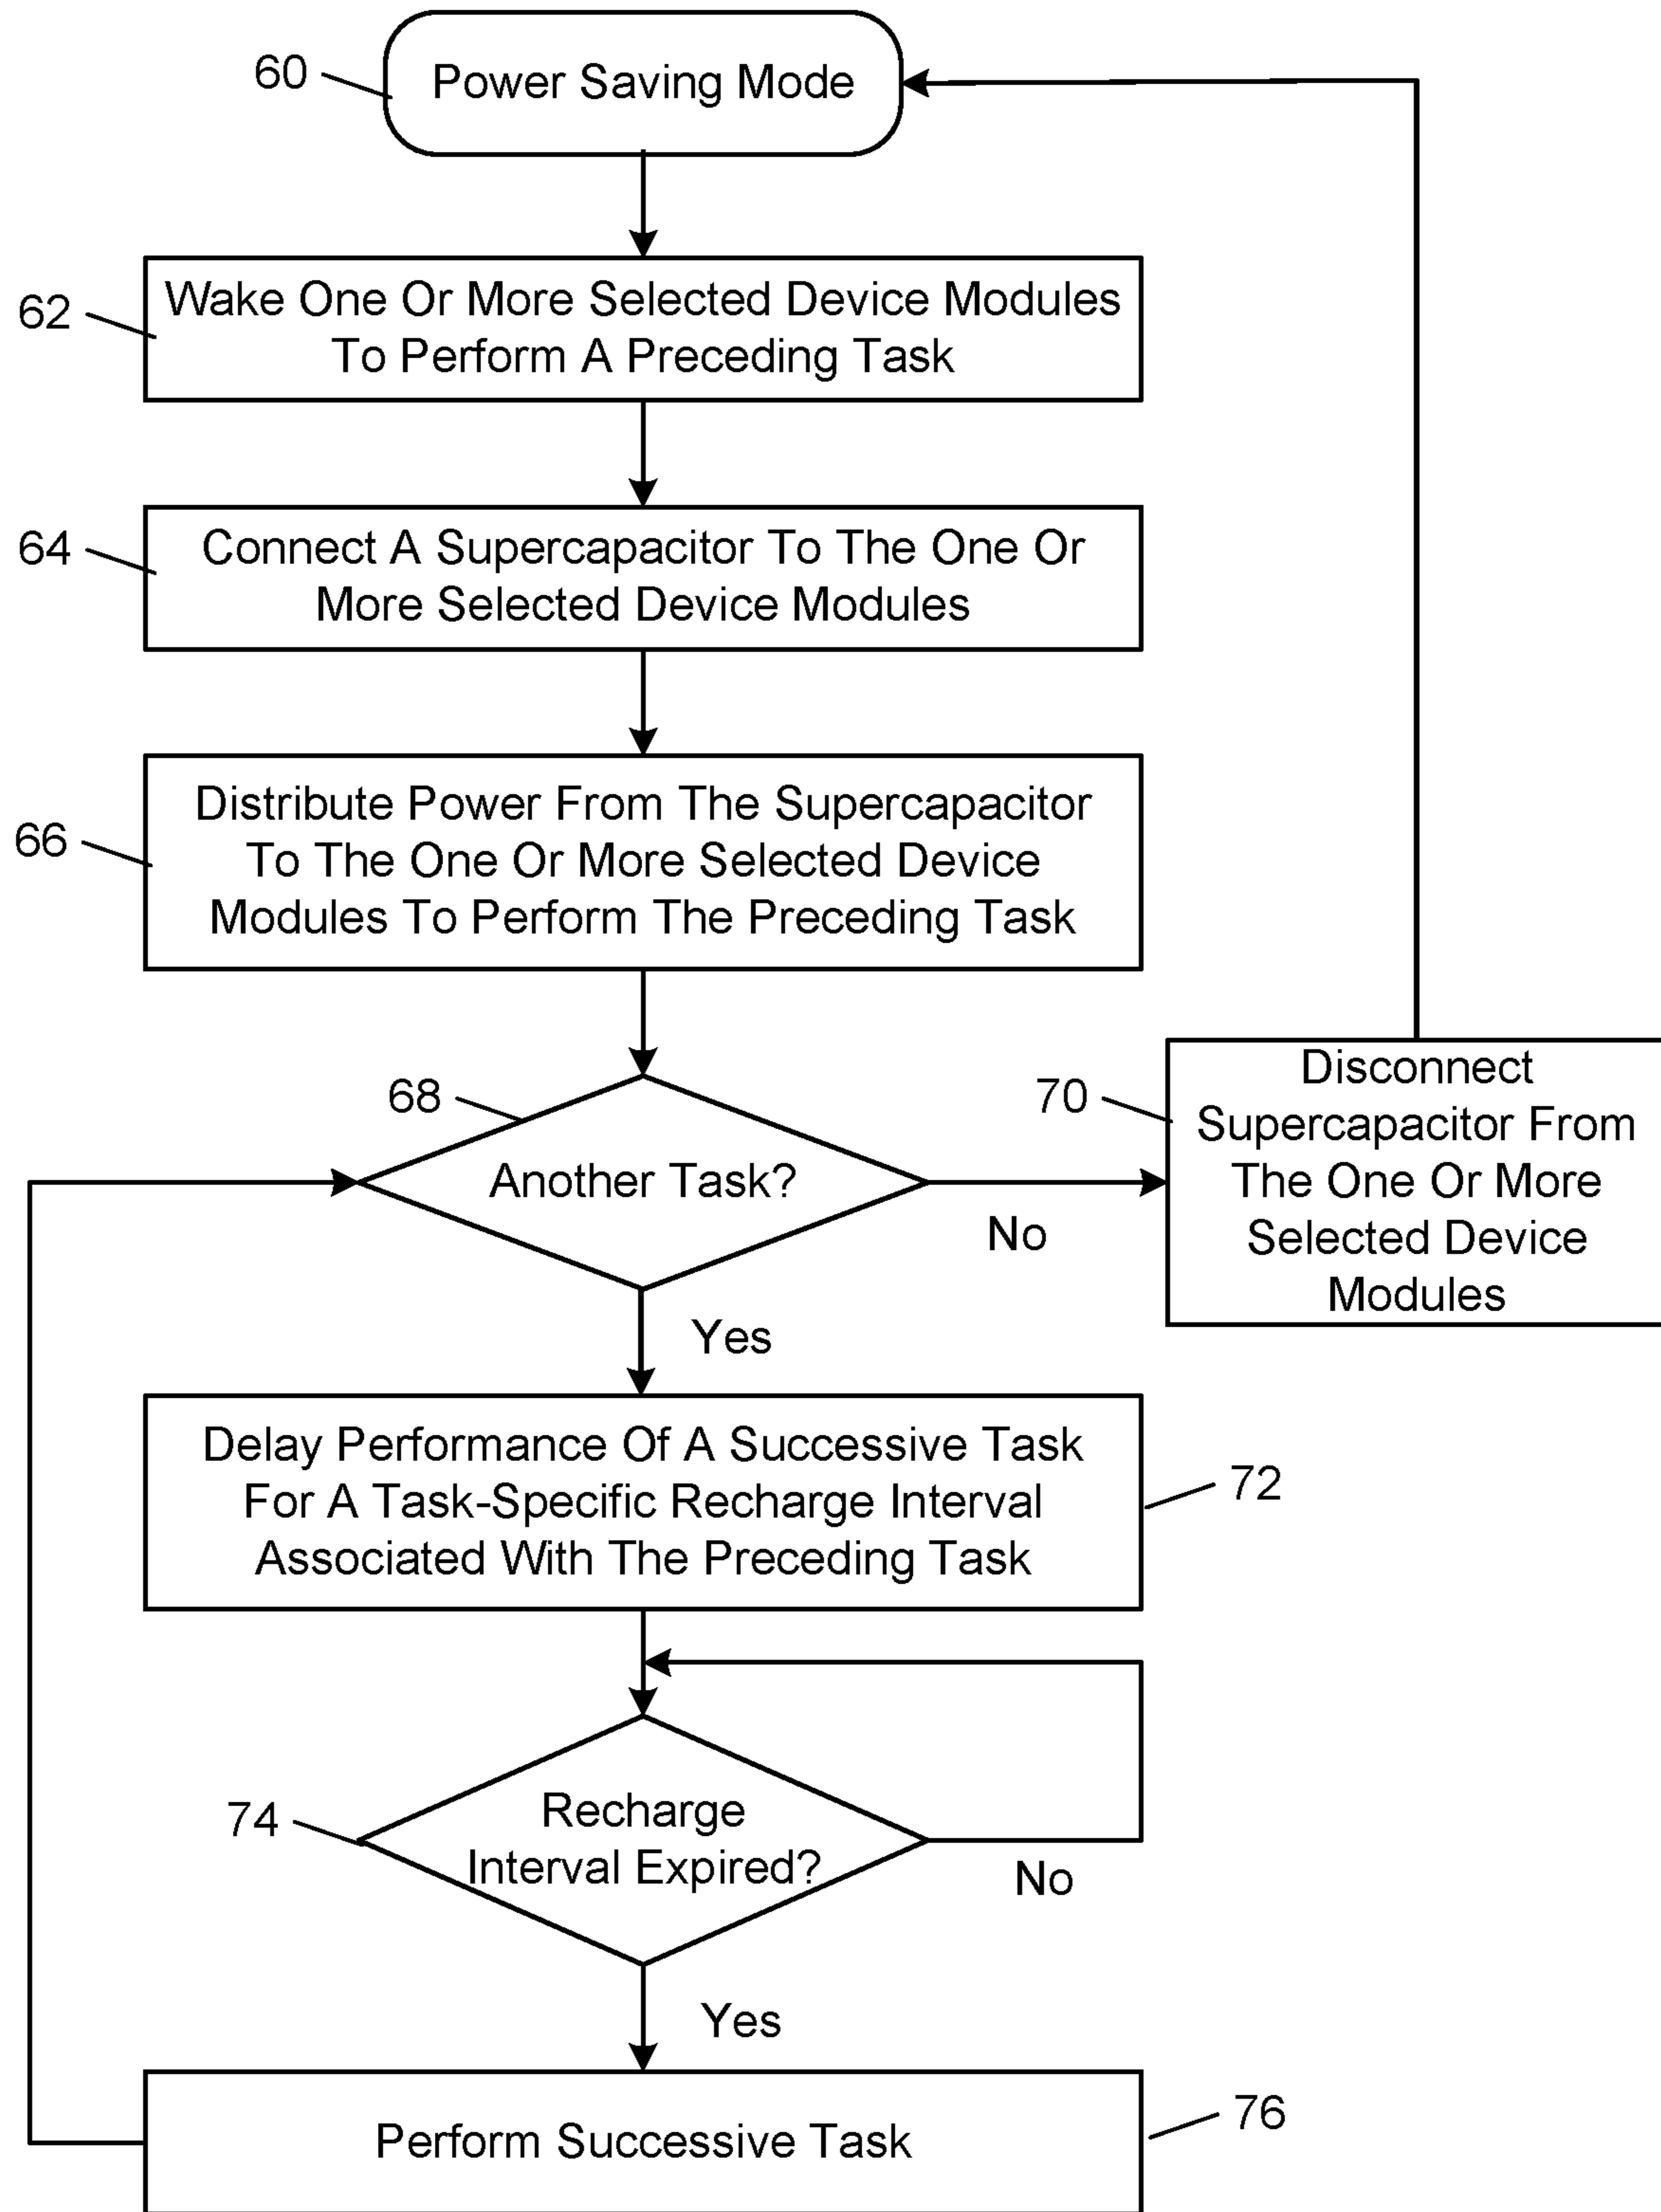 60
Power Saving Mode
62
Wake One Or More Selected Device Modules
To Perform A Preceding Task
64
Connect A Supercapacitor To The One Or
More Selected Device Modules
66
Distribute Power From The Supercapacitor
To The One Or More Selected Device
Modules To Perform The Preceding Task
68
Another Task?
No
70
Disconnect
Supercapacitor From
The One Or More
Selected Device
Modules
Yes
Delay Performance Of A Successive Task
For A Task-Specific Recharge Interval
Associated With The Preceding Task
72
74
Recharge
Interval Expired?
No
Yes
Perform Successive Task
76